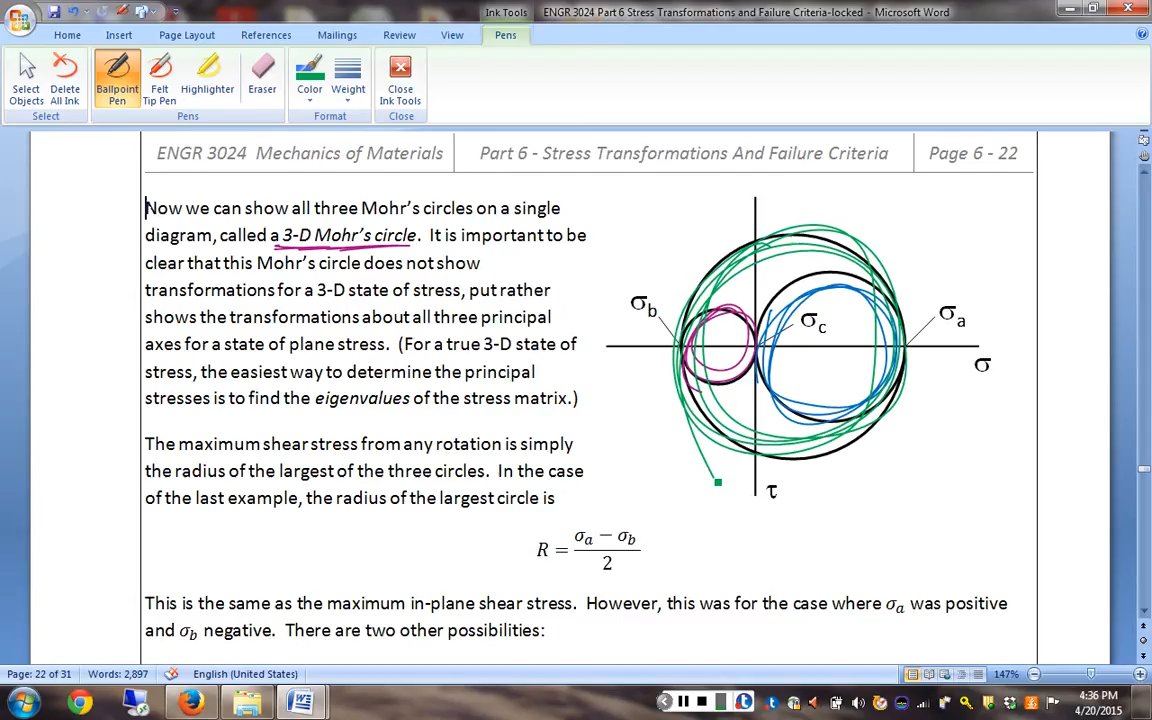 Ink Tools
ENGR 3024 Part 6 Stress Transformations and Failure Criteria-locked - Microsoft Word
Home Insert Page Layout References Mailings Review View Pens
Select Objects
Delete All Ink
Ballpoint Pen
Felt Tip Pen
Highlighter
Eraser
Color
Weight
Close Ink Tools
Select Pens Format Close
ENGR 3024 Mechanics of Materials Part 6 - Stress Transformations And Failure Criteria Page 6 - 22
Now we can show all three Mohr's circles on a single
diagram, called a 3-D Mohr's circle. It is important to be
clear that this Mohr's circle does not show
transformations for a 3-D state of stress, put rather
shows the transformations about all three principal
axes for a state of plane stress. (For a true 3-D state of
stress, the easiest way to determine the principal
stresses is to find the eigenvalues of the stress matrix.)
The maximum shear stress from any rotation is simply
the radius of the largest of the three circles. In the case
of the last example, the radius of the largest circle is
σb
σc
σa
σ
τ
R = σa − σb
2
This is the same as the maximum in-plane shear stress. However, this was for the case where σa was positive
and σb negative. There are two other possibilities:
Page: 22 of 31 Words: 2,897 English (United States) 147%
4:36 PM
4/20/2015